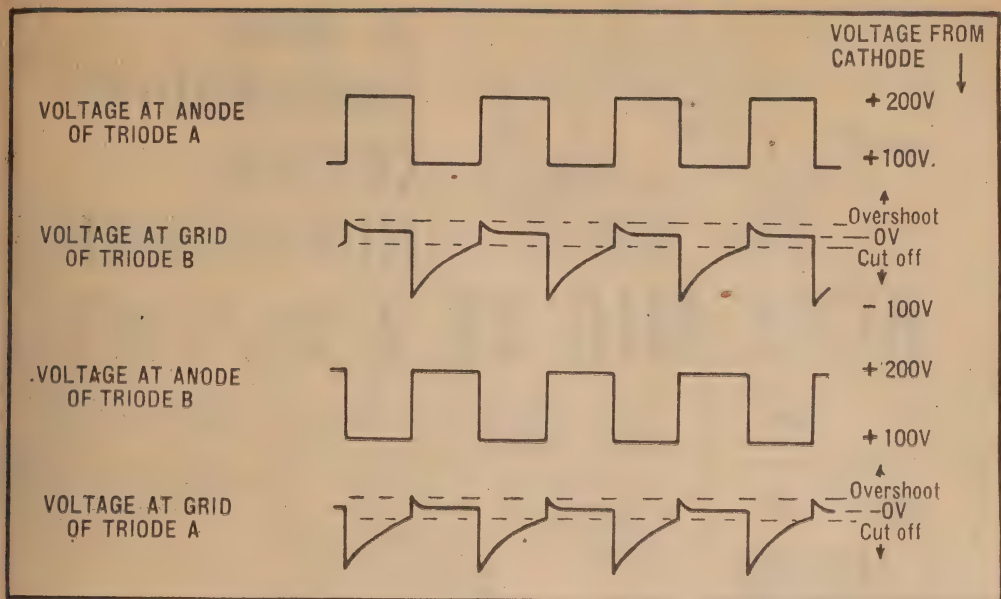 VOLTAGE FROM
CATHODE
VOLTAGE AT ANODE
OF TRIODE A
+ 200V
+100V.
VOLTAGE AT GRID
OF TRIODE B
Overshoot
0V
Cut off
- 100V
VOLTAGE AT ANODE
OF TRIODE B
+ 200V
+ 100V
VOLTAGE AT GRID
OF TRIODE A
Overshoot
0V
Cut off